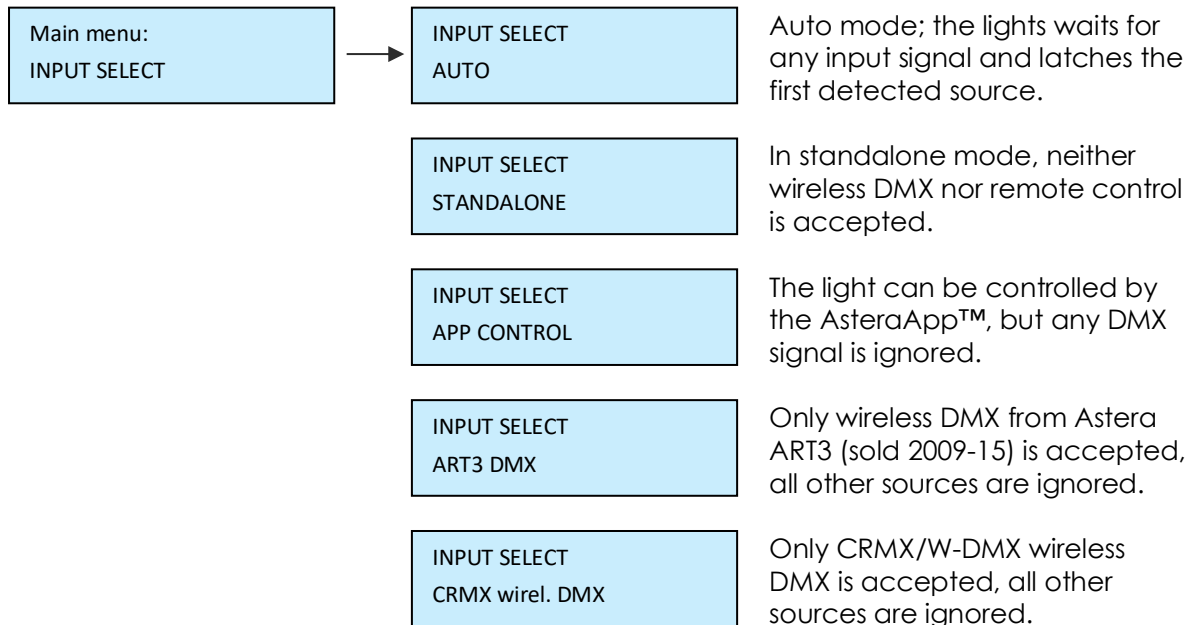 Main menu:
INPUT SELECT
INPUT SELECT
AUTO
Auto mode; the lights waits for
any input signal and latches the
first detected source.
INPUT SELECT
STANDALONE
In standalone mode, neither
wireless DMX nor remote control
is accepted.
INPUT SELECT
APP CONTROL
The light can be controlled by
the AsteraApp™, but any DMX
signal is ignored.
INPUT SELECT
ART3 DMX
Only wireless DMX from Astera
ART3 (sold 2009-15) is accepted,
all other sources are ignored.
INPUT SELECT
CRMX wirel. DMX
Only CRMX/W-DMX wireless
DMX is accepted, all other
sources are ignored.